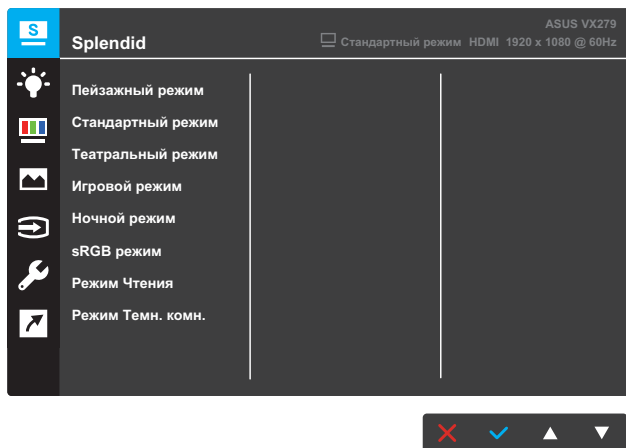 S
ASUS VX279
Splendid
Стандартный режим HDMI 1920 x 1080 @ 60Hz
Пейзажный режим
Стандартный режим
Театральный режим
Игровой режим
Ночной режим
sRGB режим
Режим Чтения
Режим Темн. комн.